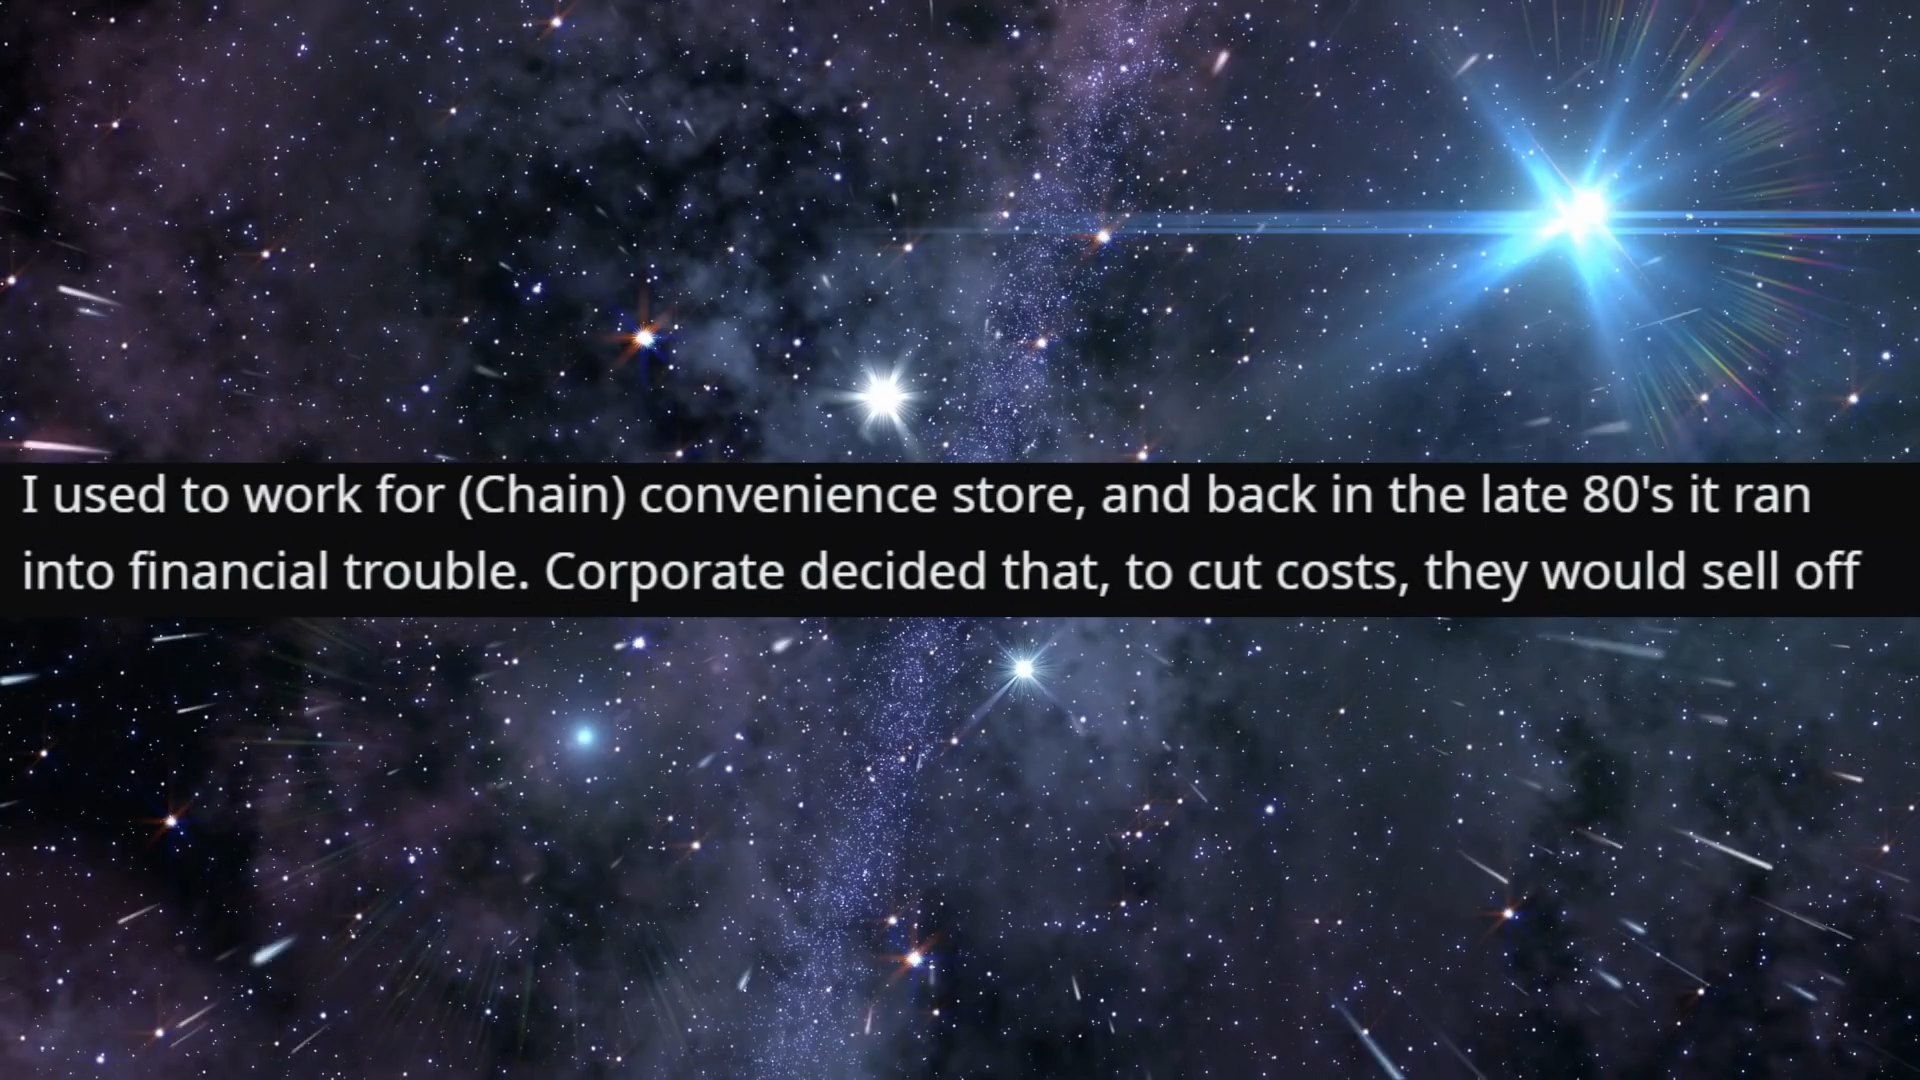 I used to work for (Chain) convenience store, and back in the late 80's it ran
into financial trouble. Corporate decided that, to cut costs, they would sell off